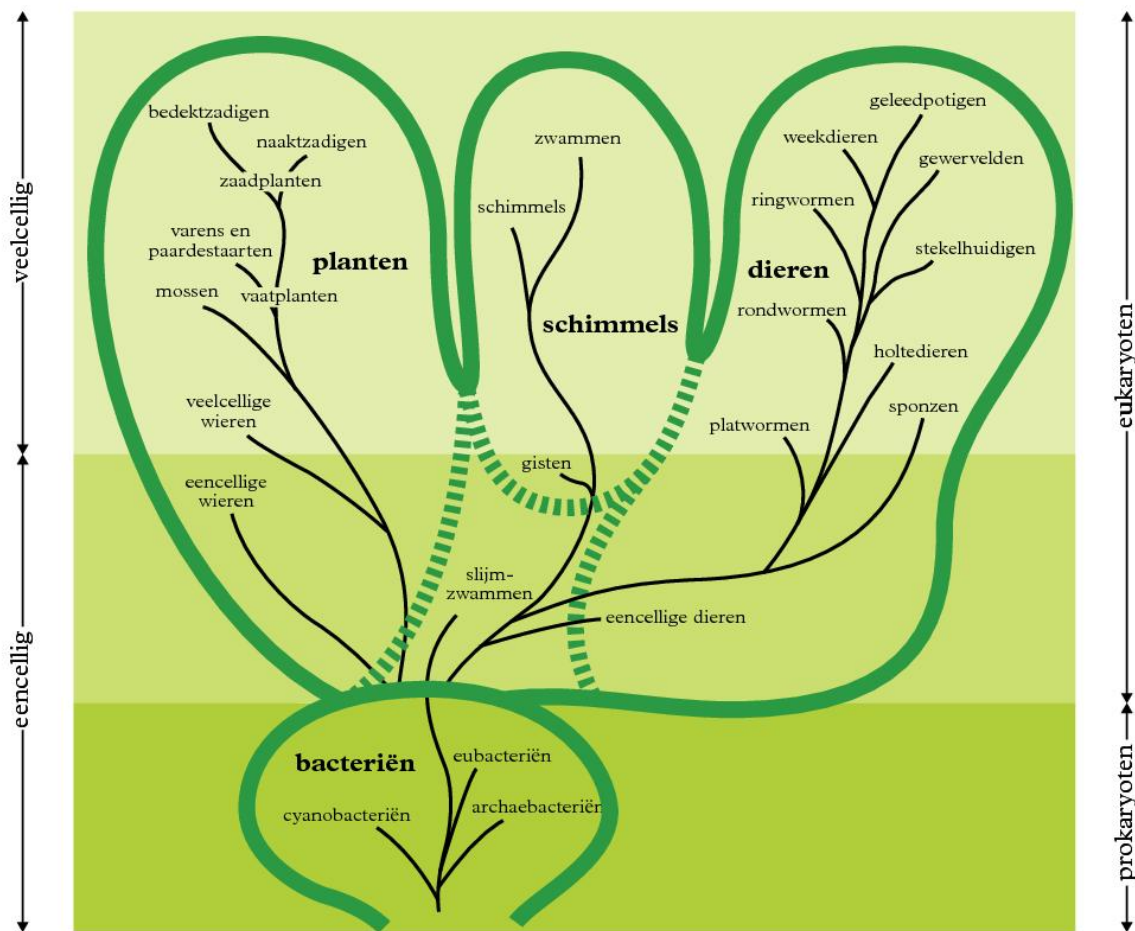 veelcellig
eencellig
bedektzadigen
naaktzadigen
zaadplanten
varens en
paardestaarten
mossen
vaatplanten
planten
veelcellige
wieren
eencellige
wieren
zwammen
schimmels
schimmels
gisten
slijm-
zwammen
geleedpotigen
weekdieren
gewervelden
ringwormen
dieren
stekelhuidigen
rondwormen
holtedieren
sponzen
platwormen
eencellige dieren
bacteriën
eubacteriën
cyanobacteriën
archaebacteriën
eukaryoten
prokaryoten